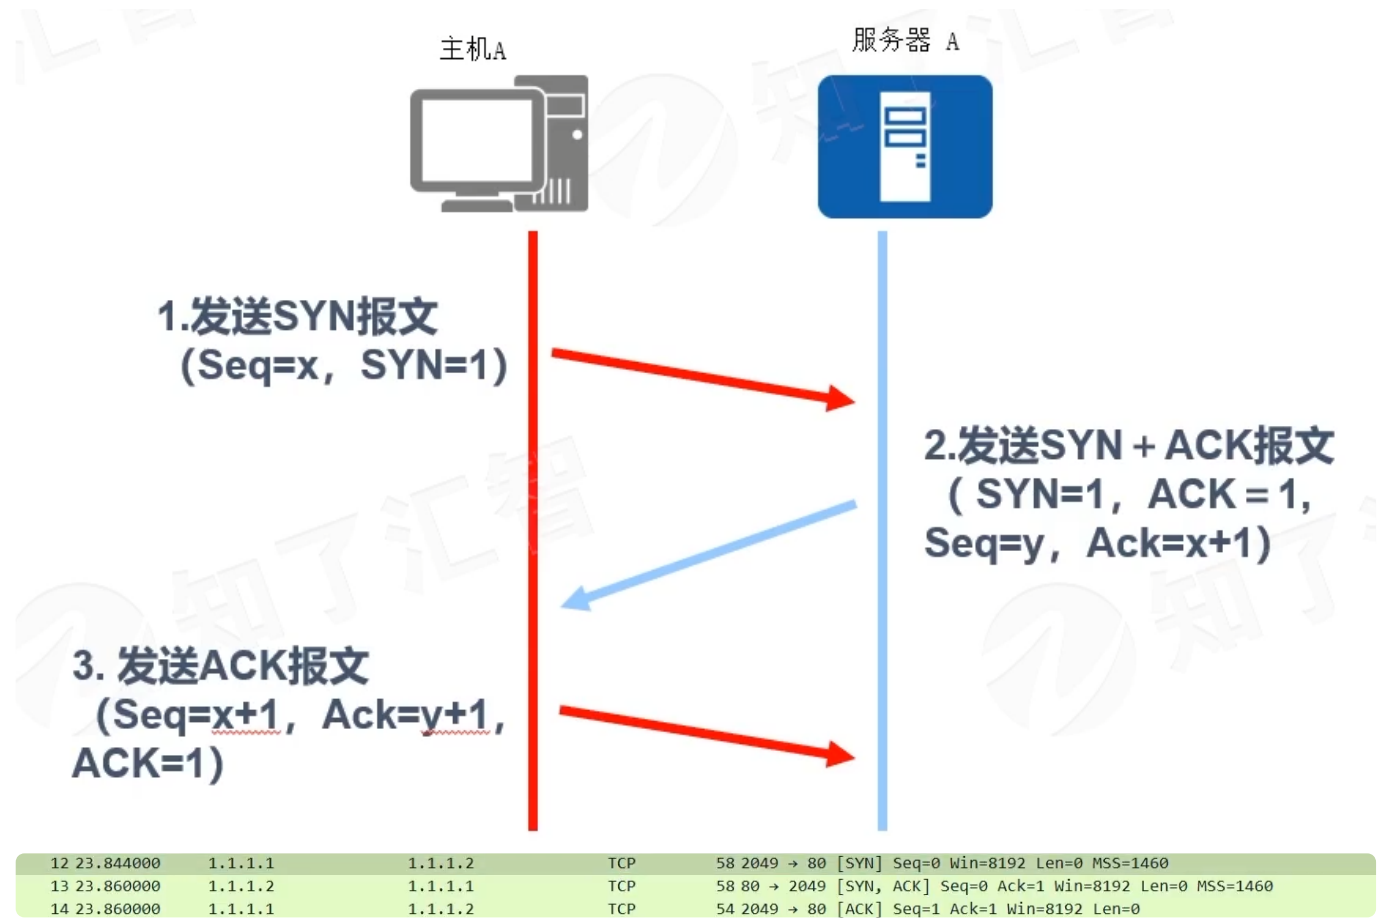 主机A
服务器 A
1.发送SYN报文
（Seq=x，SYN=1）
2.发送SYN＋ACK报文
（ SYN=1，ACK＝1,
Seq=y，Ack=x+1）
3. 发送ACK报文
（Seq=x+1，Ack=y+1,
ACK=1）
12 23.844000 1.1.1.1 1.1.1.2 TCP 58 2049 → 80 [SYN] Seq=0 Win=8192 Len=0 MSS=1460
13 23.860000 1.1.1.2 1.1.1.1 TCP 58 80 → 2049 [SYN, ACK] Seq=0 Ack=1 Win=8192 Len=0 MSS=1460
14 23.860000 1.1.1.1 1.1.1.2 TCP 54 2049 → 80 [ACK] Seq=1 Ack=1 Win=8192 Len=0
知了汇智